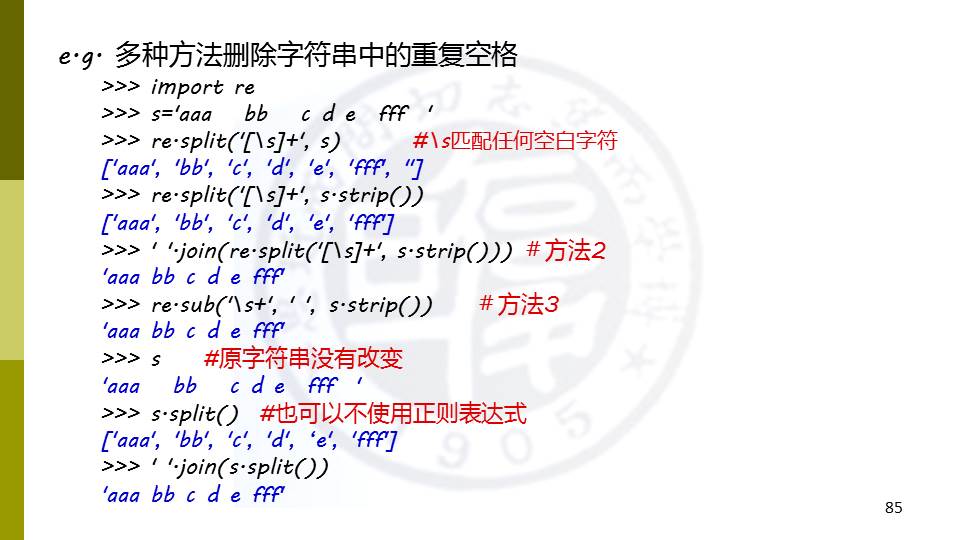 e.g. 多种方法删除字符串中的重复空格
>>> import re
>>> s='aaa   bb   c d e  fff  '
>>> re.split('[\s]+', s)  #\s匹配任何空白字符
['aaa', 'bb', 'c', 'd', 'e', 'fff', '']
>>> re.split('[\s]+', s.strip())
['aaa', 'bb', 'c', 'd', 'e', 'fff']
>>> ' '.join(re.split('[\s]+', s.strip())) #方法2
'aaa bb c d e fff'
>>> re.sub('\s+', ' ', s.strip())  #方法3
'aaa bb c d e fff'
>>> s  #原字符串没有改变
'aaa   bb   c d e  fff  '
>>> s.split()  #也可以不使用正则表达式
['aaa', 'bb', 'c', 'd', 'e', 'fff']
>>> ' '.join(s.split())
'aaa bb c d e fff'
85